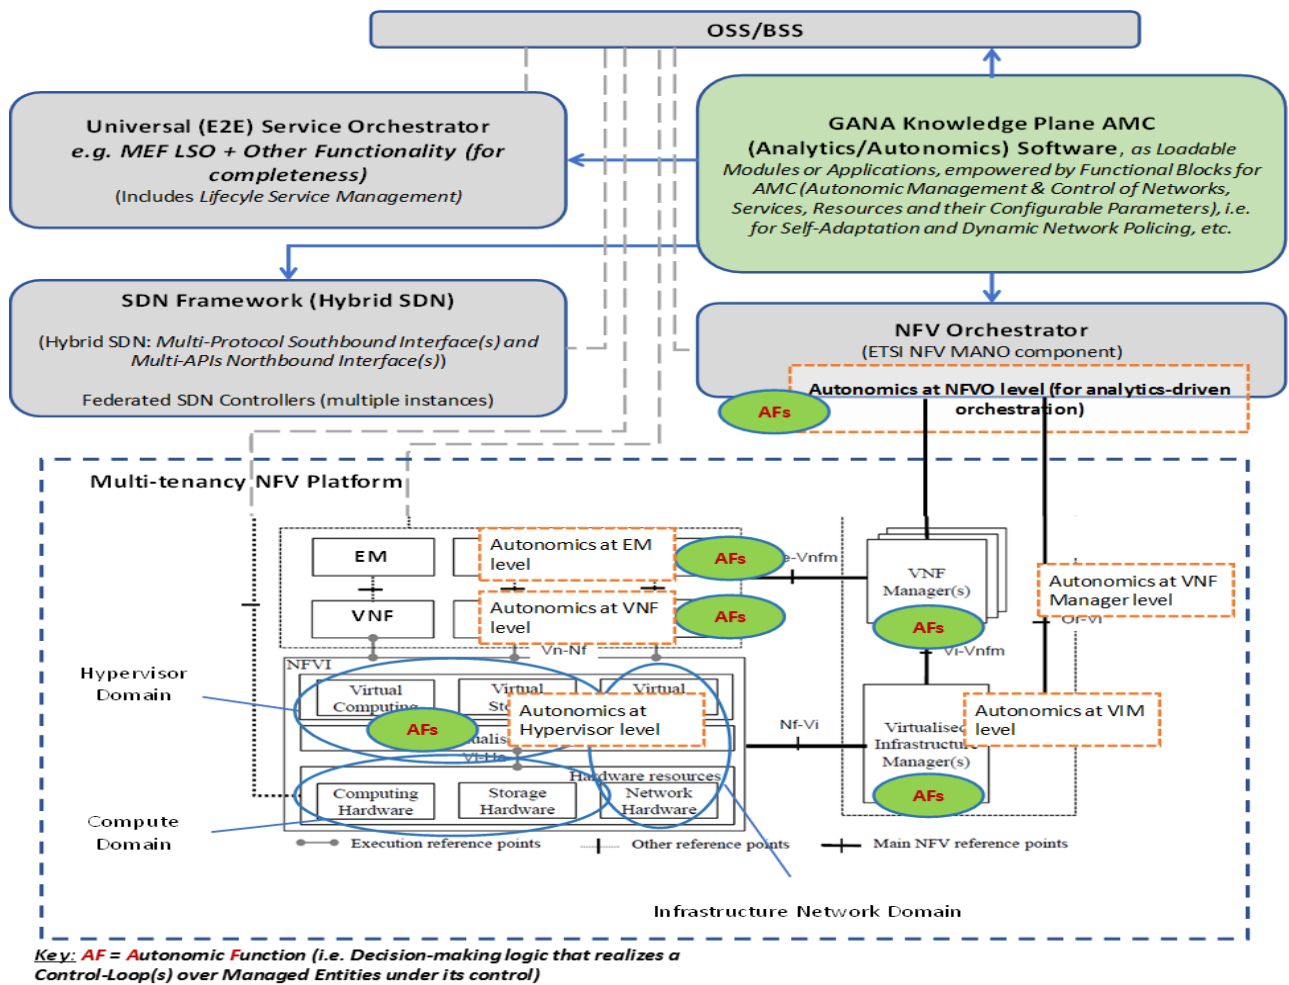 OSS/BSS
Universal (E2E) Service Orchestrator
e.g. MEF LSO + Other Functionality (for
completeness)
(Includes Lifecyle Service Management)
GANA Knowledge Plane AMC
(Analytics/Autonomics) Software, as Loadable
Modules or Applications, empowered by Functional Blocks for
AMC (Autonomic Management & Control of Networks,
Services, Resources and their Configurable Parameters), i.e.
for Self-Adaptation and Dynamic Network Policing, etc.
SDN Framework (Hybrid SDN)
(Hybrid SDN: Multi-Protocol Southbound Interface(s) and
Multi-APIs Northbound Interface(s))
Federated SDN Controllers (multiple instances)
NFV Orchestrator
(ETSI NFV MANO component)
Autonomics at NFVO level (for analytics-driven
orchestration)
AFs
Multi-tenancy NFV Platform
EM
Autonomics at EM
level
AFs
e-Vnfm
VNF
Manager(s)
AFs
Autonomics at VNF
Manager level
Or-Vi
VNF
Autonomics at VNF
level
AFs
Vn-Nf
Vi-Vnfm
NFVI
Hypervisor
Domain
Virtual
Computing
Virtual
Sto
Virtual
AFs
Autonomics at
Hypervisor level
ualis
Vi-Ha
Nf-Vi
Virtualised
Infrastructure
Manager(s)
Autonomics at VIM
level
AFs
Hardware resources
Computing
Hardware
Storage
Hardware
Network
Hardware
Compute
Domain
Execution reference points
Other reference points
Main NFV reference points
Infrastructure Network Domain
Key: AF = Autonomic Function (i.e. Decision-making logic that realizes a
Control-Loop(s) over Managed Entities under its control)